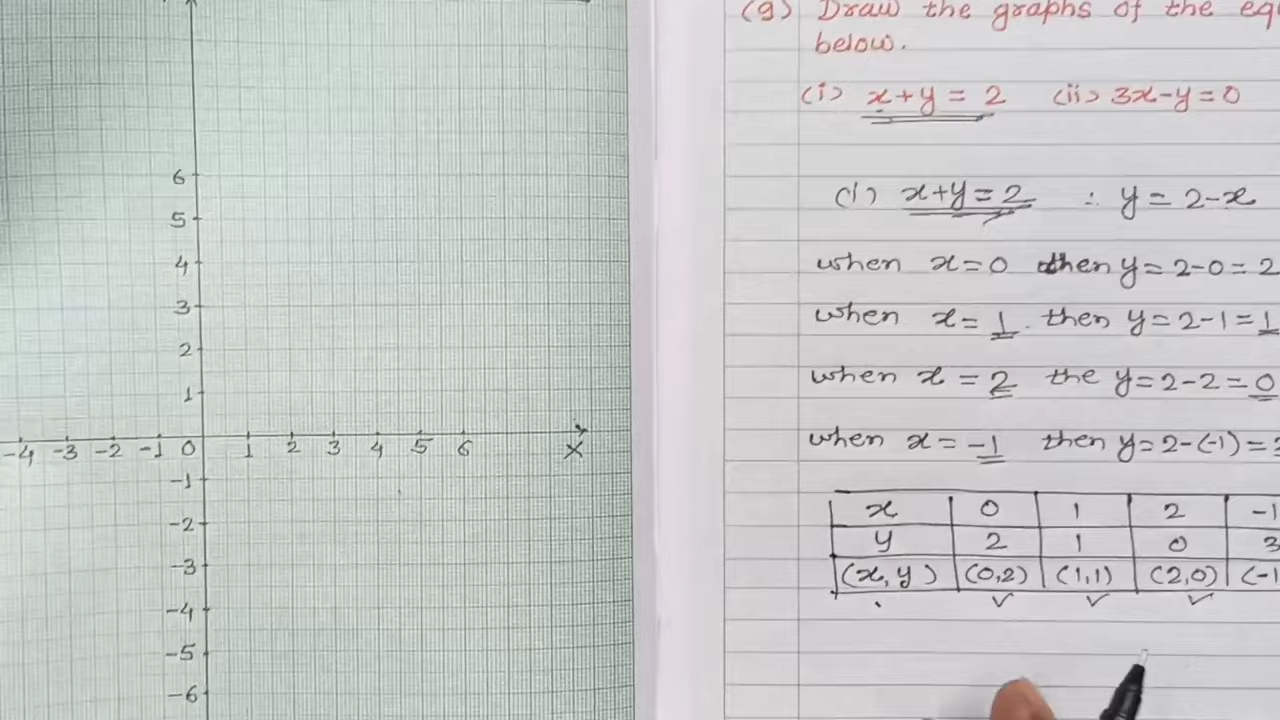 6
5
4
3
2
1
-4 -3 -2 -1 0 1 2 3 4 5 6 X
-1
-2
-3
-4
-5
-6
(9) Draw the graphs of the
below.
(i) x+y = 2 (ii) 3x-y=0
(i) x+y=2 ∴ y = 2-x
when x=0 then y=2-0=2
when x=1. then y=2-1=1
when x=2 the y=2-2=0
when x=-1 then y=2-(-1)=
x 0 1 2 -1
y 2 1 0 3
(x,y) (0,2) (1,1) (2,0) (-1